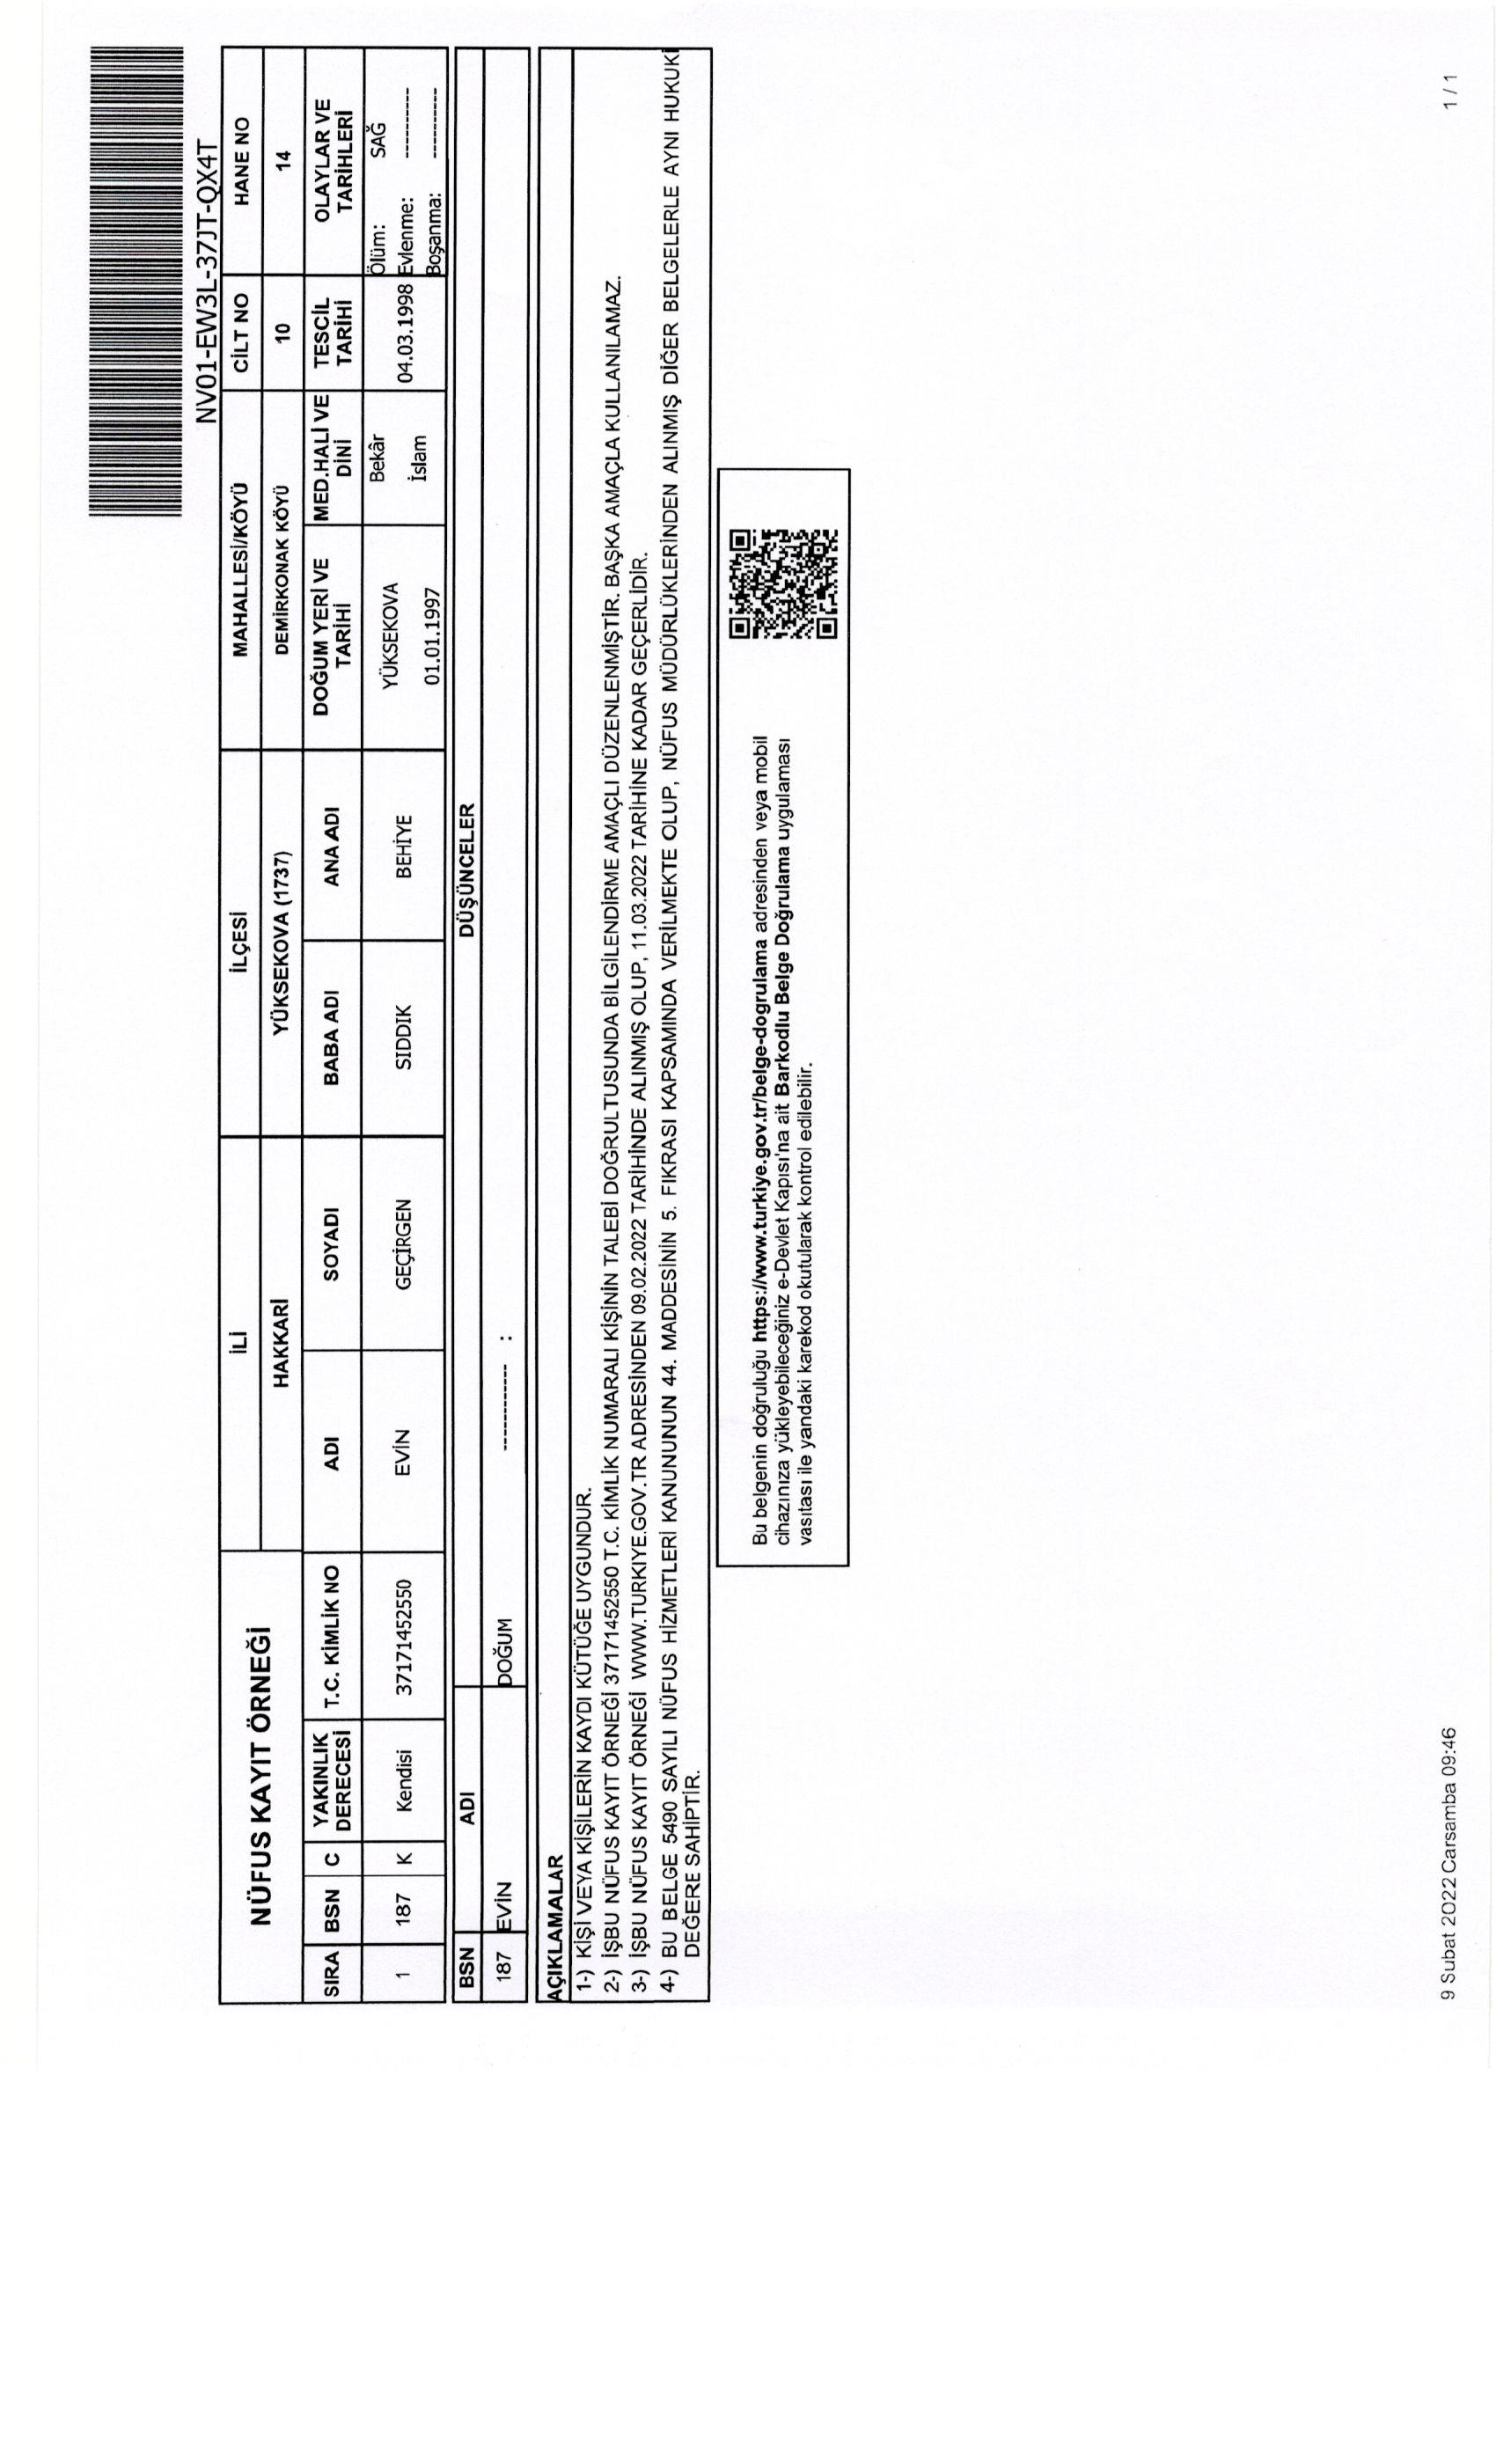 NV01-EW3L-37JT-QX4T
NÜFUS KAYIT ÖRNEĞİ
İLİ İLÇESİ MAHALLESİ/KÖYÜ CİLT NO HANE NO
HAKKARİ YÜKSEKOVA (1737) DEMİRKONAK KÖYÜ 10 14
SIRA BSN C YAKINLIK DERECESİ T.C. KİMLİK NO ADI SOYADI BABA ADI ANA ADI DOĞUM YERİ VE TARİHİ MED.HALİ VE DİNİ TESCİL TARİHİ OLAYLAR VE TARİHLERİ
1 187 K Kendisi 37171452550 EVİN GEÇİRGEN SIDDIK BEHİYE YÜKSEKOVA 01.01.1997 Bekâr İslam 04.03.1998
Ölüm: SAĞ
Evlenme: ----------
Boşanma: ----------
BSN ADI DÜŞÜNCELER
187 EVİN DOĞUM ------------ :
AÇIKLAMALAR
1-) KİŞİ VEYA KİŞİLERİN KAYDI KÜTÜĞE UYGUNDUR.
2-) İŞBU NÜFUS KAYIT ÖRNEĞİ 37171452550 T.C. KİMLİK NUMARALI KİŞİNİN TALEBİ DOĞRULTUSUNDA BİLGİLENDİRME AMAÇLI DÜZENLENMİŞTİR. BAŞKA AMAÇLA KULLANILAMAZ.
3-) İŞBU NÜFUS KAYIT ÖRNEĞİ WWW.TURKIYE.GOV.TR ADRESİNDEN 09.02.2022 TARİHİNDE ALINMIŞ OLUP, 11.03.2022 TARİHİNE KADAR GEÇERLİDİR.
4-) BU BELGE 5490 SAYILI NÜFUS HİZMETLERİ KANUNUNUN 44. MADDESİNİN 5. FIKRASI KAPSAMINDA VERİLMEKTE OLUP, NÜFUS MÜDÜRLÜKLERİNDEN ALINMIŞ DİĞER BELGELERLE AYNI HUKUKİ
DEĞERE SAHİPTİR.
Bu belgenin doğruluğu https://www.turkiye.gov.tr/belge-dogrulama adresinden veya mobil
cihazınıza yükleyebileceğiniz e-Devlet Kapısı'na ait Barkodlu Belge Doğrulama uygulaması
vasıtası ile yandaki karekod okutularak kontrol edilebilir.
9 Subat 2022 Carsamba 09:46
1 / 1